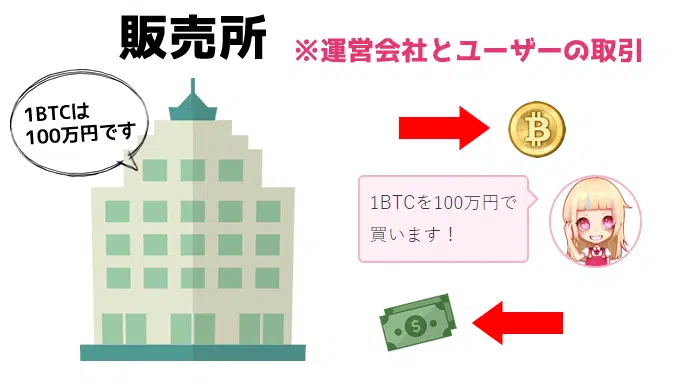 販売所
※運営会社とユーザーの取引
1BTCは
100万円です
1BTCを100万円で
買います！